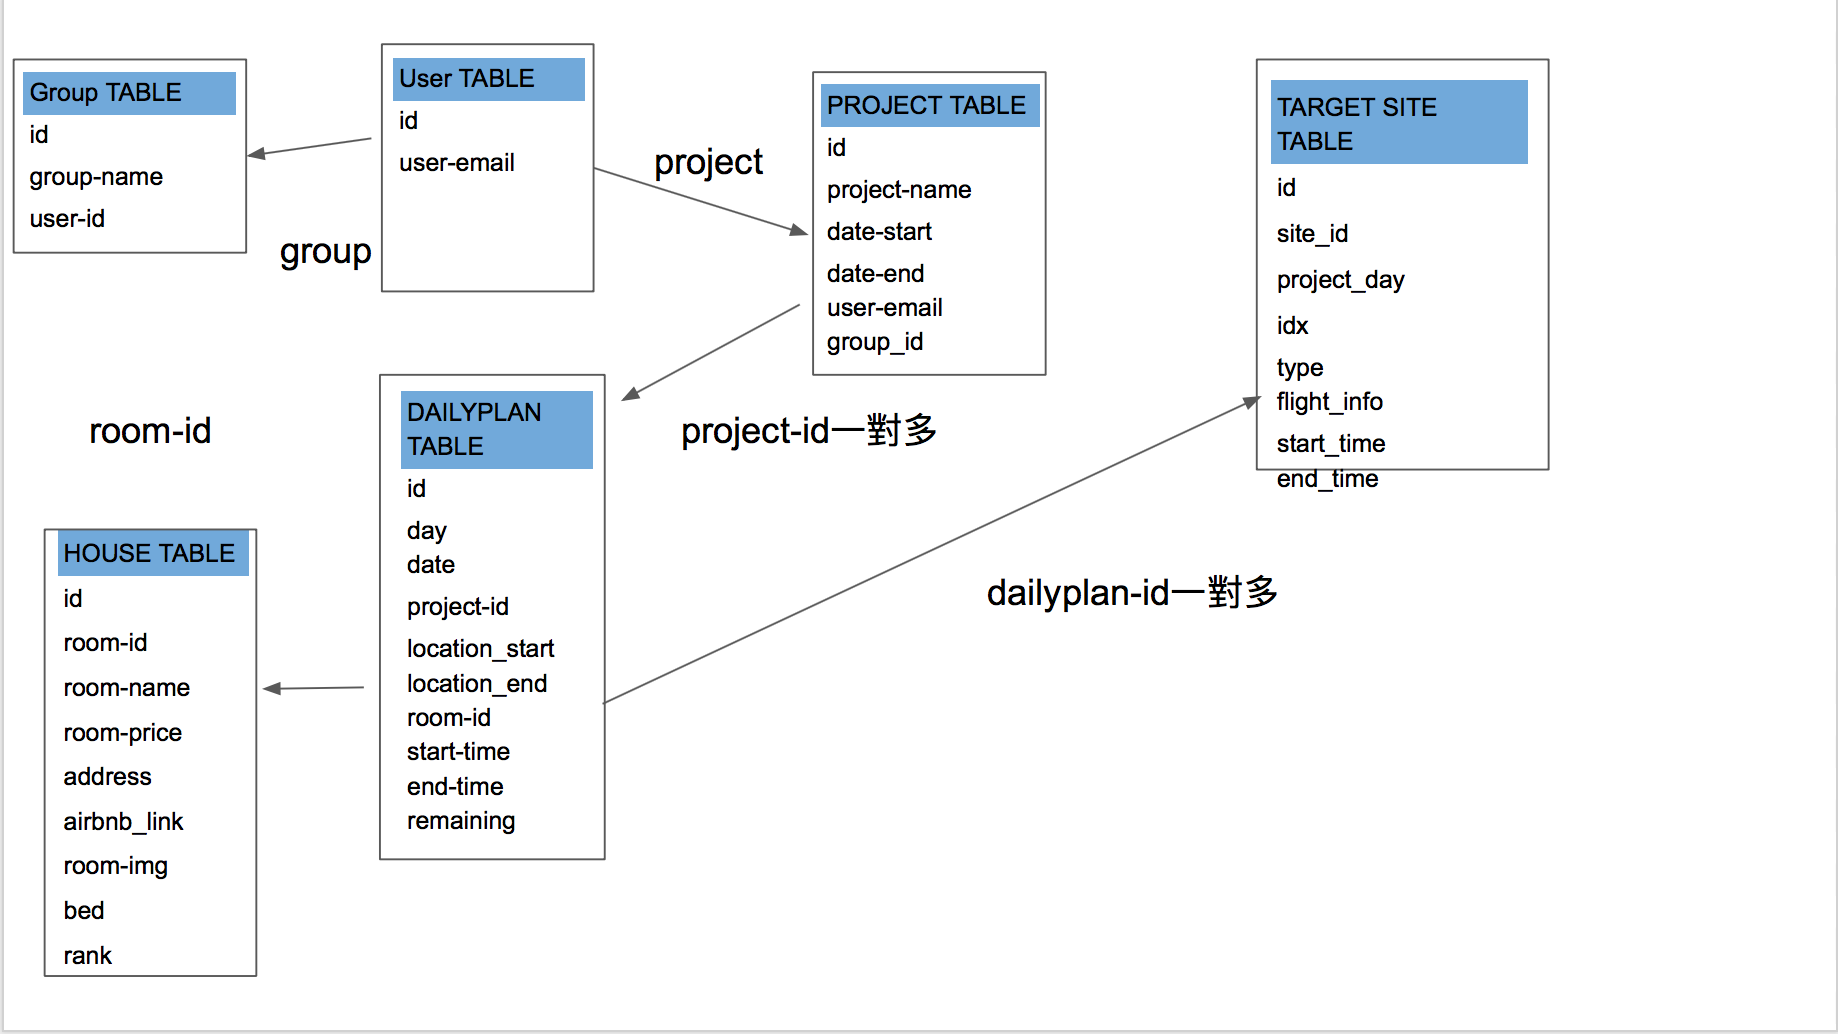 Group TABLE
id
group-name
user-id
User TABLE
id
user-email
group
project
PROJECT TABLE
id
project-name
date-start
date-end
user-email
group_id
TARGET SITE
TABLE
id
site_id
project_day
idx
type
flight_info
start_time
end_time
room-id
DAILYPLAN
TABLE
id
day
date
project-id
location_start
location_end
room-id
start-time
end-time
remaining
project-id一對多
dailyplan-id一對多
HOUSE TABLE
id
room-id
room-name
room-price
address
airbnb_link
room-img
bed
rank